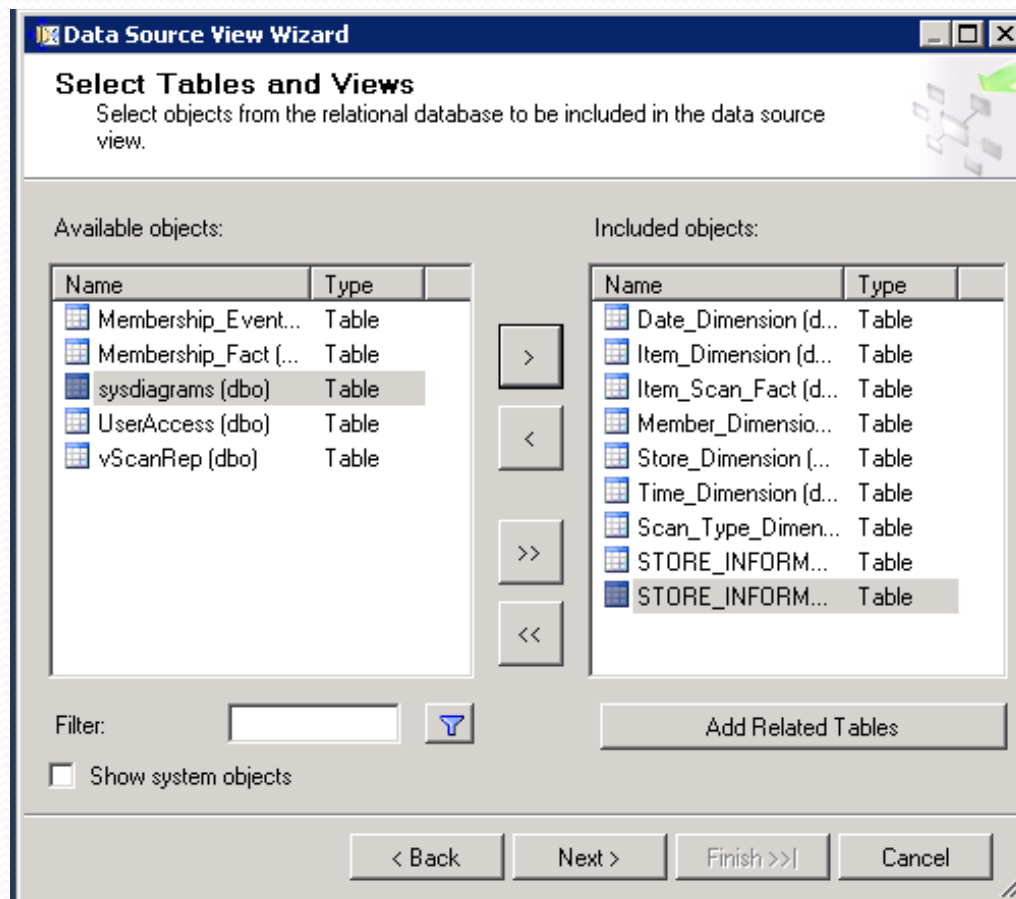 Data Source View Wizard
Select Tables and Views
Select objects from the relational database to be included in the data source
view.
Available objects:
Name Type
Membership_Event... Table
Membership_Fact (... Table
sysdiagrams (dbo) Table
UserAccess (dbo) Table
vScanRep (dbo) Table
>
<
>>
<<
Included objects:
Name Type
Date_Dimension (d... Table
Item_Dimension (d... Table
Item_Scan_Fact (d... Table
Member_Dimensio... Table
Store_Dimension (... Table
Time_Dimension (d... Table
Scan_Type_Dimen... Table
STORE_INFORM... Table
STORE_INFORM... Table
Filter:
Add Related Tables
Show system objects
< Back Next > Finish >>| Cancel